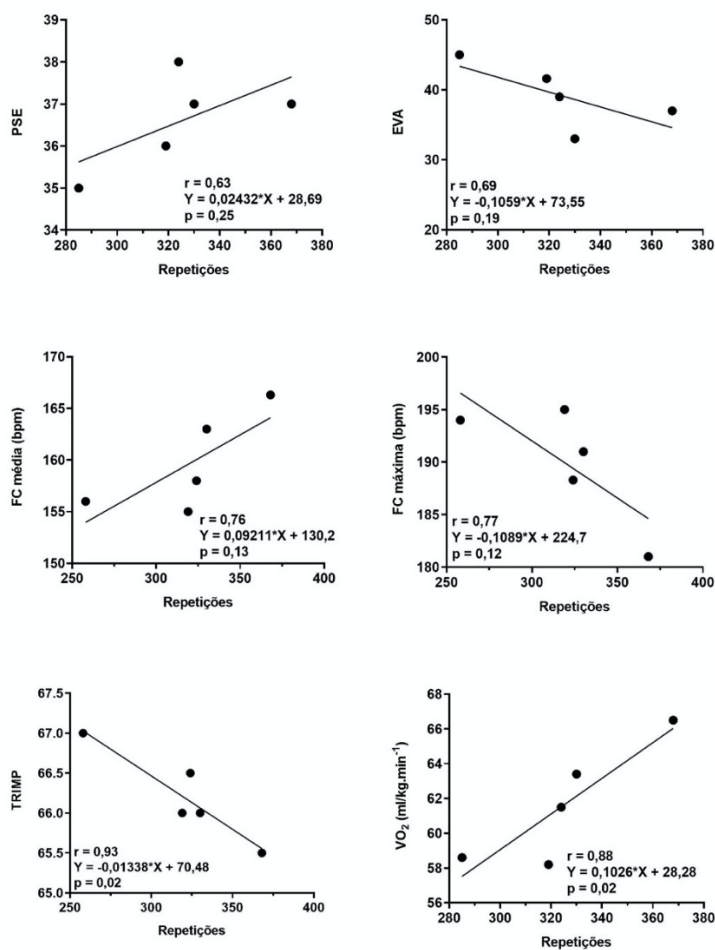 39
38
37
36
35
34
PSE
r = 0,63
Y = 0,02432*X + 28,69
p = 0,25
280 300 320 340 360 380
Repetições
50
40
30
20
EVA
r = 0,69
Y = -0,1059*X + 73,55
p = 0,19
280 300 320 340 360 380
Repetições
170
165
160
155
150
FC média (bpm)
r = 0,76
Y = 0,09211*X + 130,2
p = 0,13
250 300 350 400
Repetições
200
195
190
185
180
FC máxima (bpm)
r = 0,77
Y = -0,1089*X + 224,7
p = 0,12
250 300 350 400
Repetições
67.5
67.0
66.5
66.0
65.5
65.0
TRIMP
r = 0,93
Y = -0,01338*X + 70,48
p = 0,02
250 300 350 400
Repetições
68
66
64
62
60
58
56
VO₂ (ml/kg.min⁻¹)
r = 0,88
Y = 0,1026*X + 28,28
p = 0,02
280 300 320 340 360 380
Repetições